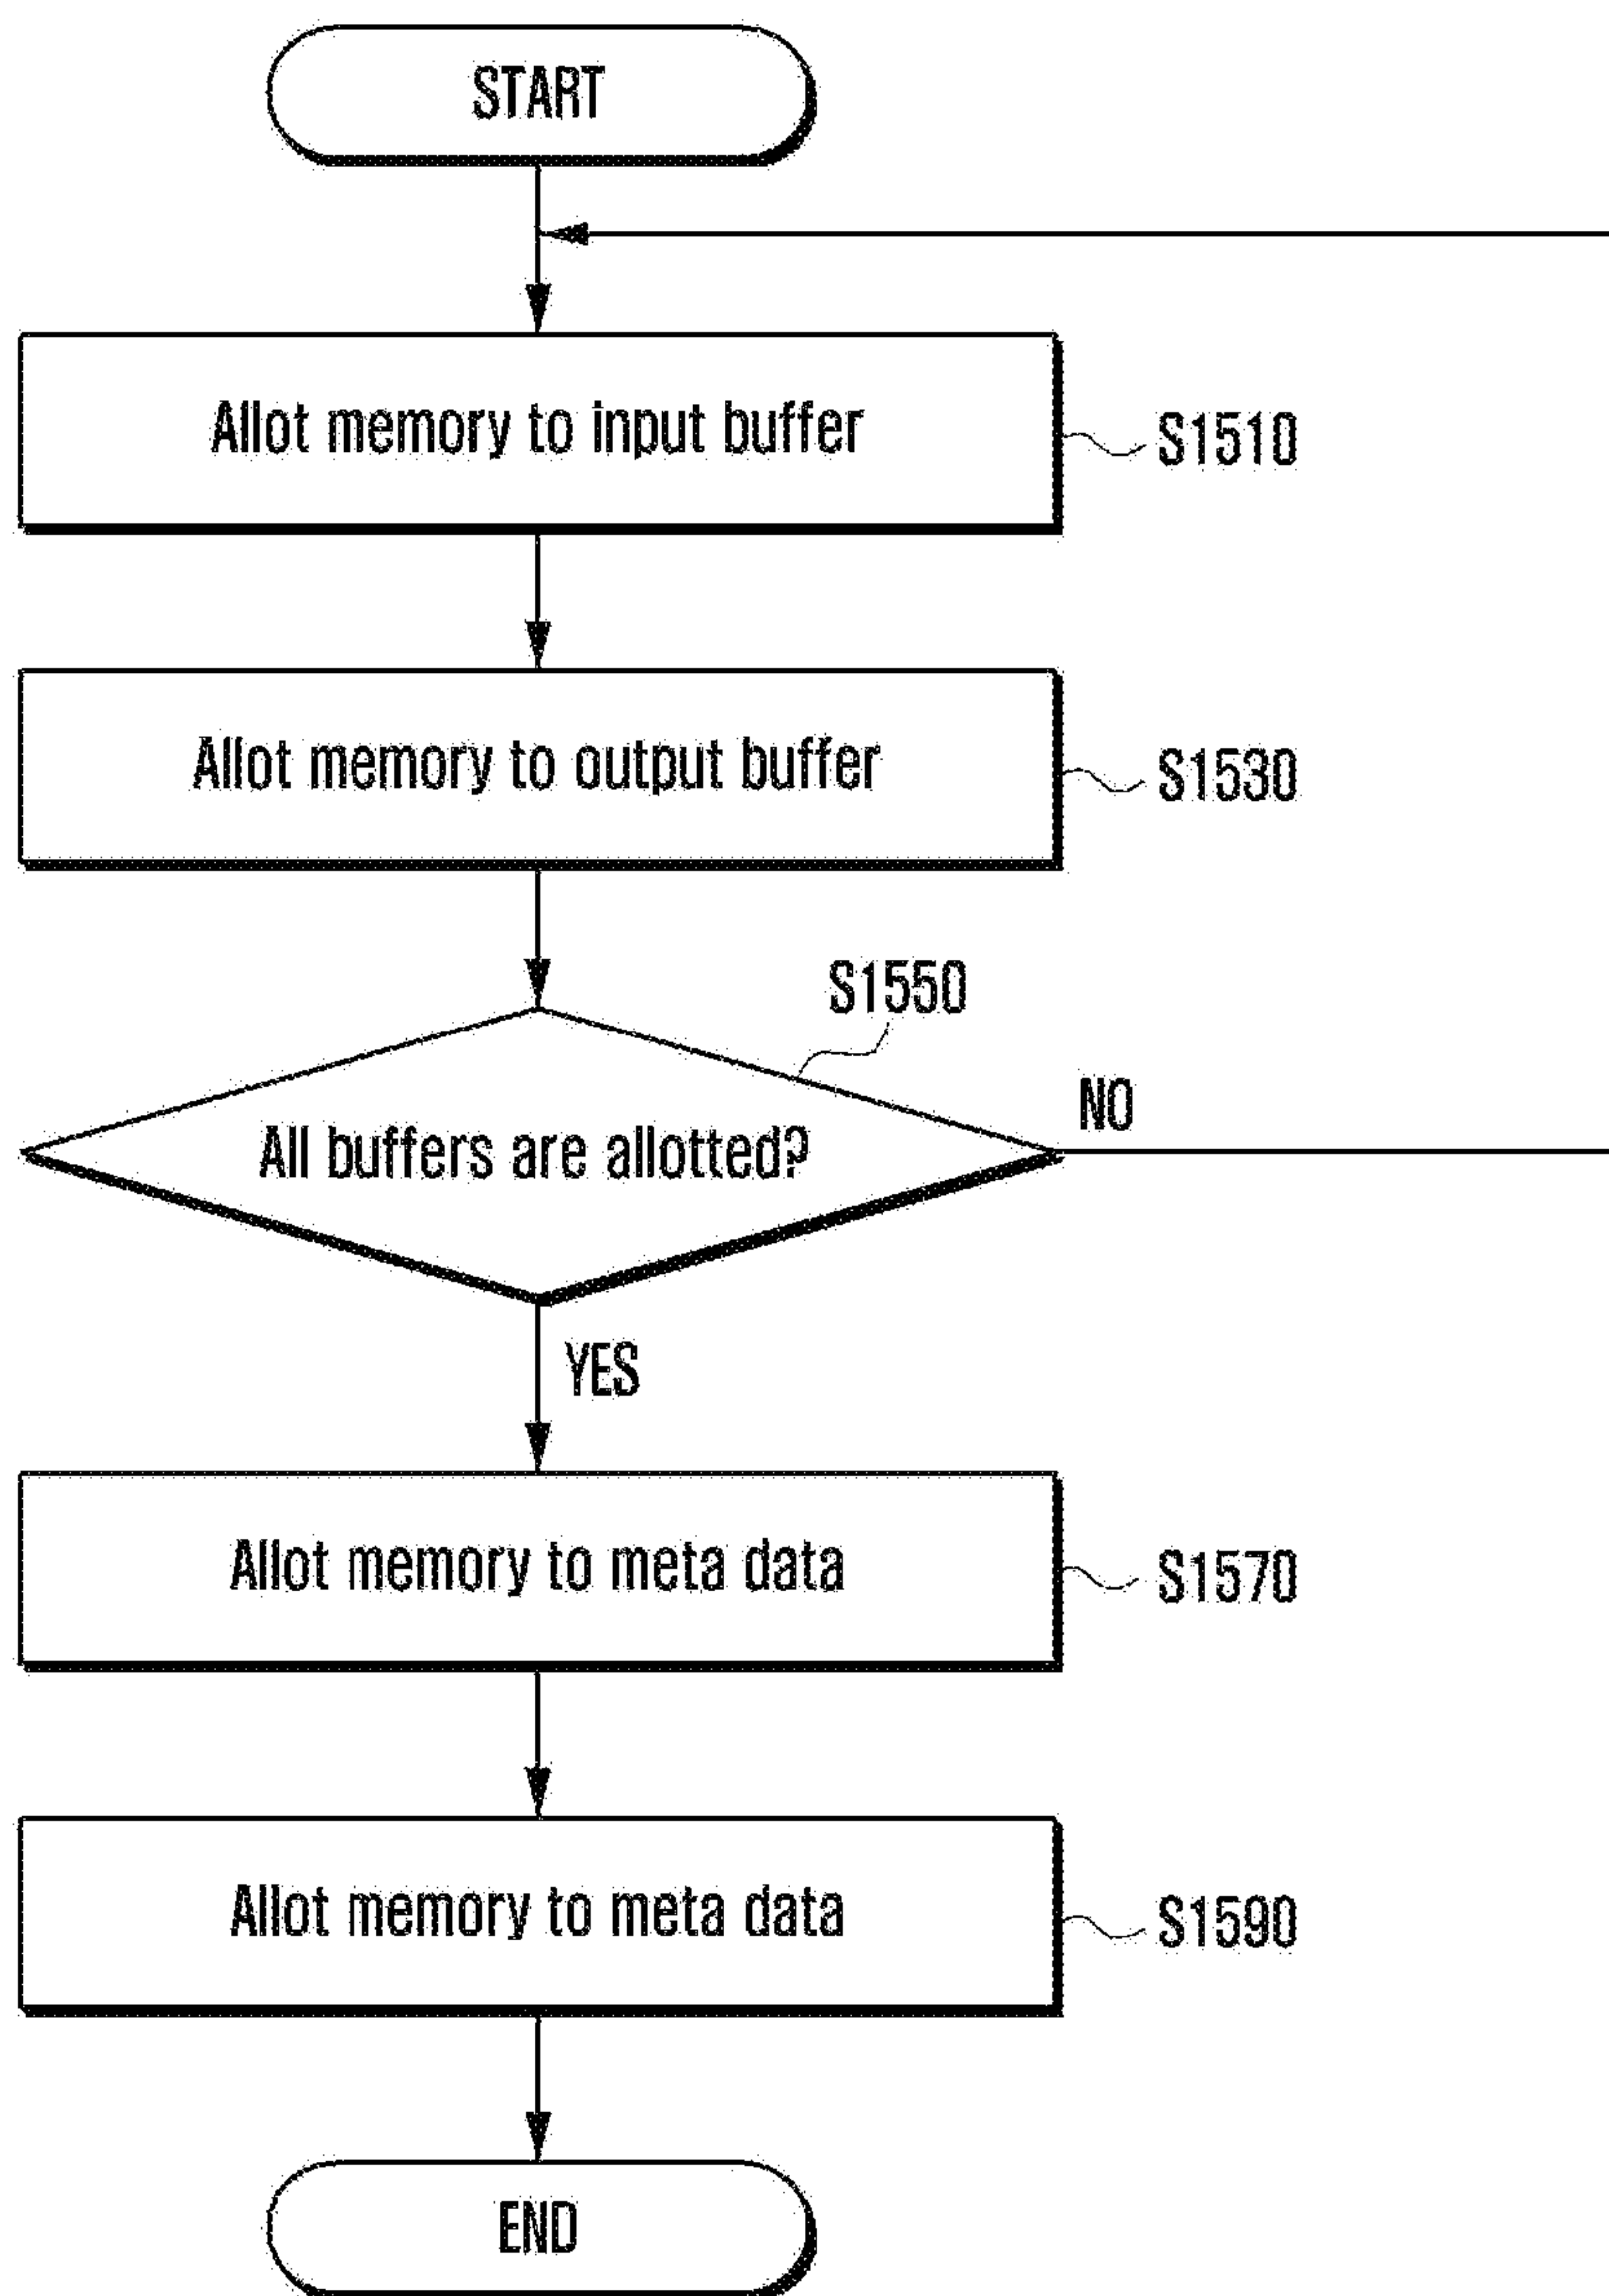 START
Allot memory to input buffer
S1510
Allot memory to output buffer
S1530
S1550
All buffers are allotted?
NO
YES
Allot memory to meta data
S1570
Allot memory to meta data
S1590
END